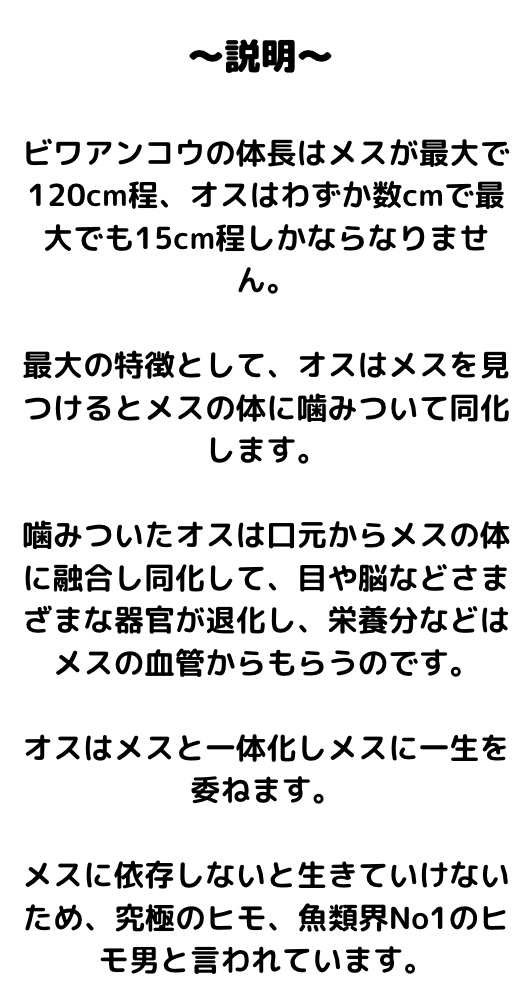 〜説明〜
ビワアンコウの体長はメスが最大で
120cm程、オスはわずか数cmで最
大でも15cm程しかならなりませ
ん。
最大の特徴として、オスはメスを見
つけるとメスの体に噛みついて同化
します。
噛みついたオスは口元からメスの体
に融合し同化して、目や脳などさま
ざまな器官が退化し、栄養分などは
メスの血管からもらうのです。
オスはメスと一体化しメスに一生を
委ねます。
メスに依存しないと生きていけない
ため、究極のヒモ、魚類界No1のヒ
モ男と言われています。